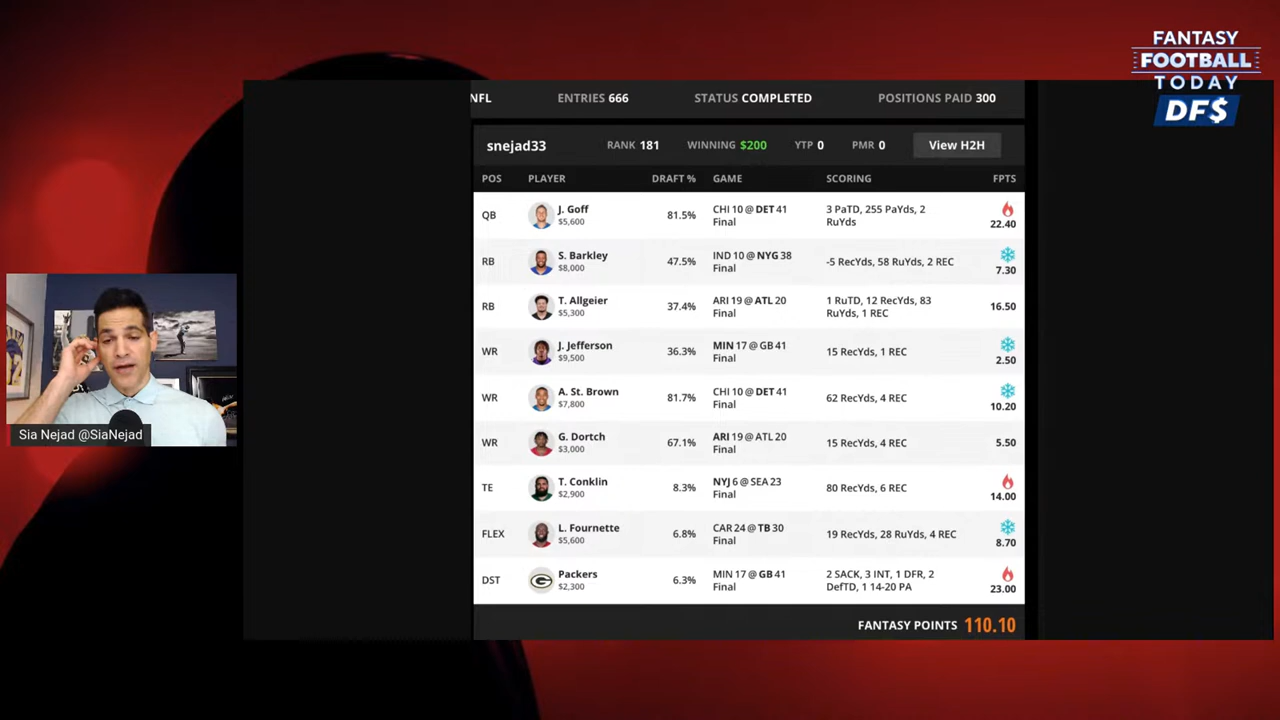 FANTASY
FOOTBALL
TODAY
DF$
NFL ENTRIES 666 STATUS COMPLETED POSITIONS PAID 300
snejad33 RANK 181 WINNING $200 YTP 0 PMR 0 View H2H
POS PLAYER DRAFT % GAME SCORING FPTS
QB J. Goff 81.5% CHI 10 @ DET 41 3 PaTD, 255 PaYds, 2
$5,600 Final RuYds 22.40
RB S. Barkley 47.5% IND 10 @ NYG 38 -5 RecYds, 58 RuYds, 2 REC
$8,000 Final 7.30
RB T. Allgeier 37.4% ARI 19 @ ATL 20 1 RuTD, 12 RecYds, 83 16.50
$5,300 Final RuYds, 1 REC
WR J. Jefferson 36.3% MIN 17 @ GB 41 15 RecYds, 1 REC
$9,500 Final 2.50
WR A. St. Brown 81.7% CHI 10 @ DET 41 62 RecYds, 4 REC
$7,800 Final 10.20
WR G. Dortch 67.1% ARI 19 @ ATL 20 15 RecYds, 4 REC 5.50
$3,000 Final
TE T. Conklin 8.3% NYJ 6 @ SEA 23 80 RecYds, 6 REC
$2,900 Final 14.00
FLEX L. Fournette 6.8% CAR 24 @ TB 30 19 RecYds, 28 RuYds, 4 REC
$5,600 Final 8.70
DST Packers 6.3% MIN 17 @ GB 41 2 SACK, 3 INT, 1 DFR, 2
$2,300 Final DefTD, 1 14-20 PA 23.00
FANTASY POINTS 110.10
Sia Nejad @SiaNejad